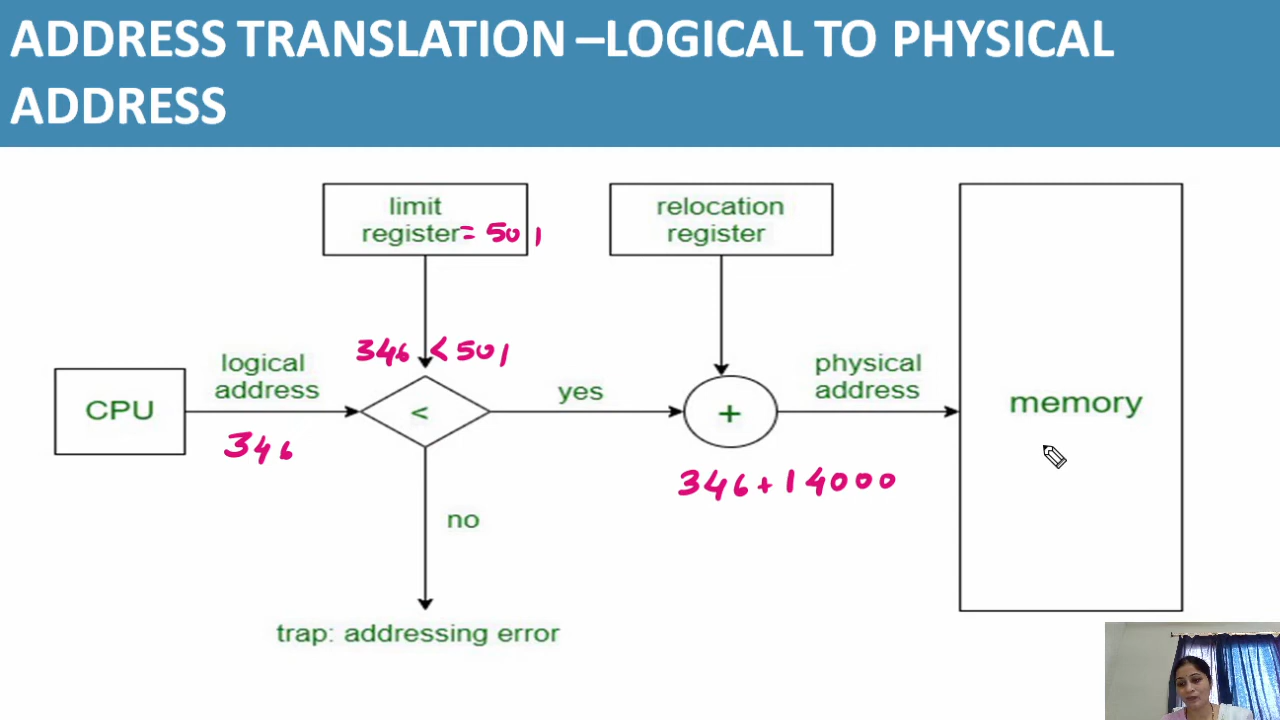 ADDRESS TRANSLATION –LOGICAL TO PHYSICAL
ADDRESS
limit
register = 501
relocation
register
346 < 501
logical
address
CPU
346
<
yes
+
346 + 14000
physical
address
memory
no
trap: addressing error